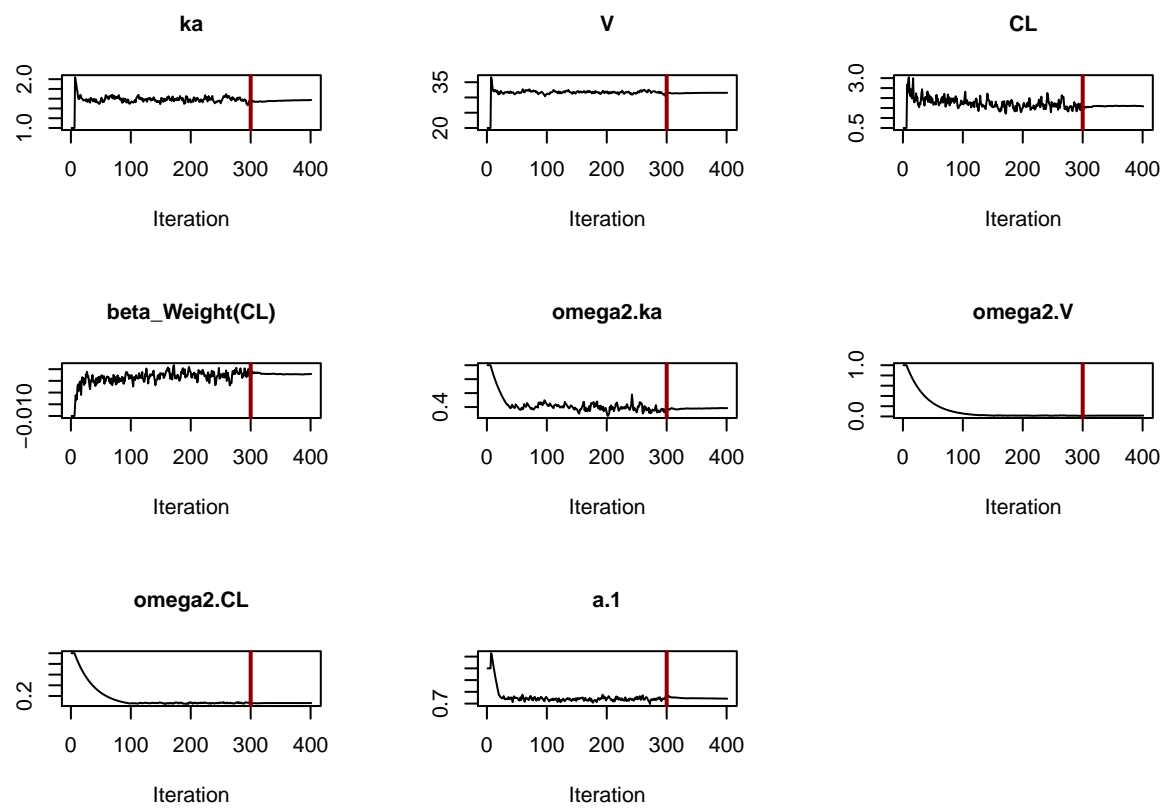 ka V CL
1.0 2.0 20 35 0.5 3.0
0 100 200 300 400 0 100 200 300 400 0 100 200 300 400
Iteration Iteration Iteration
beta_Weight(CL) omega2.ka omega2.V
−0.010 0.4 0.0 1.0
0 100 200 300 400 0 100 200 300 400 0 100 200 300 400
Iteration Iteration Iteration
omega2.CL a.1
0.2 0.7
0 100 200 300 400 0 100 200 300 400
Iteration Iteration